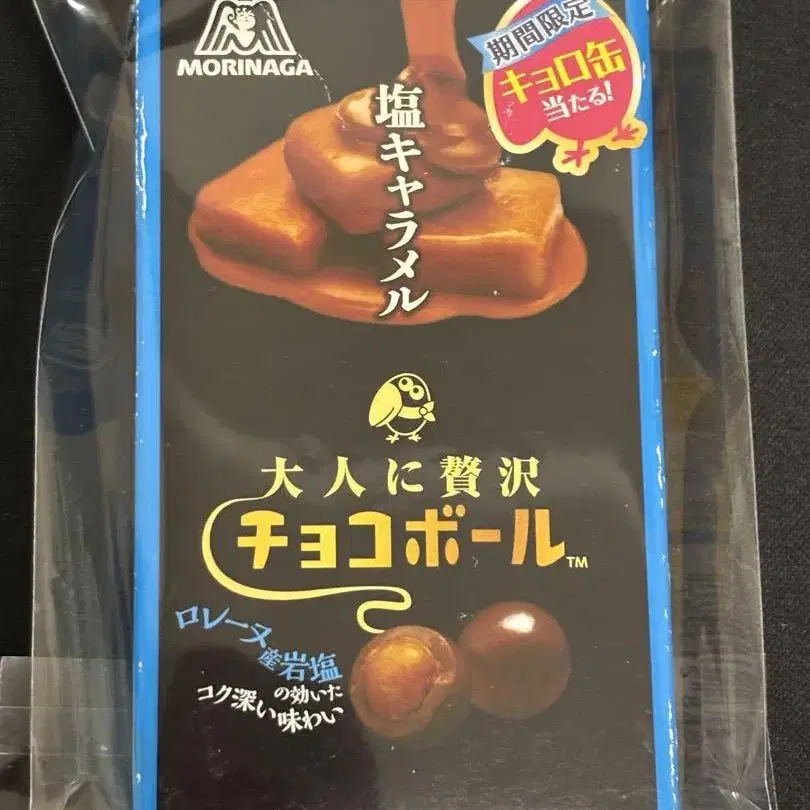 MORINAGA
期間限定
キョロ缶
当たる!
塩キャラメル
大人に贅沢
チョコボール™
ロレーヌ
産岩塩
の効いた
コク深い味わい